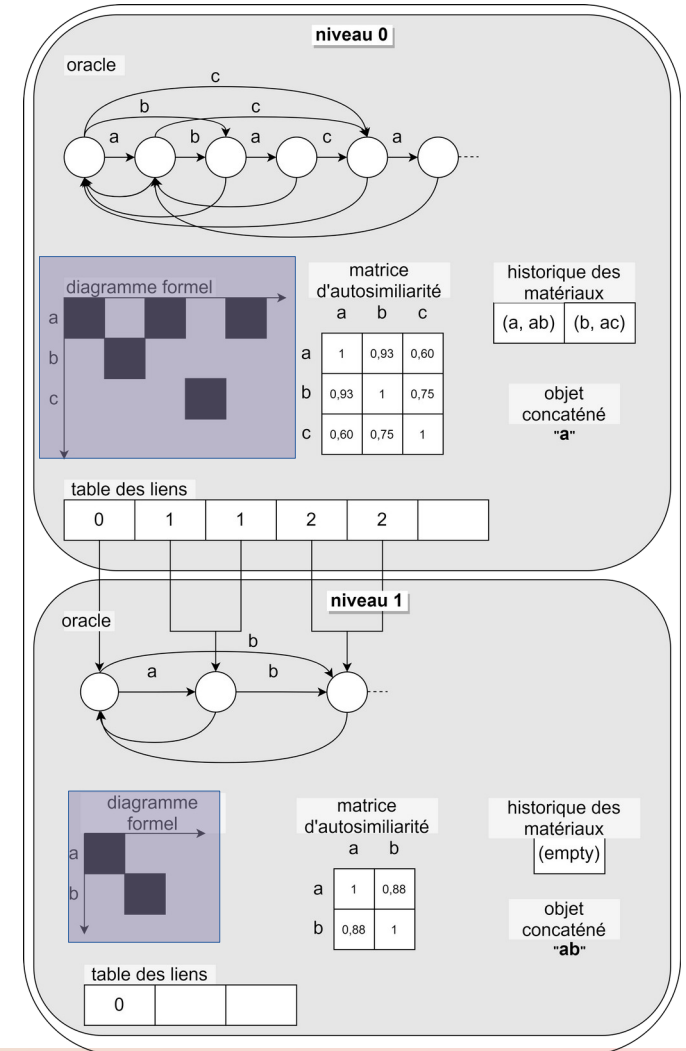 niveau 0
oracle
c
b
c
a
b
a
c
a
diagramme formel
a
b
c
matrice
d'autosimiliarité
a b c
a 1 0,93 0,60
b 0,93 1 0,75
c 0,60 0,75 1
historique des
matériaux
(a, ab) (b, ac)
objet
concaténé
"a"
table des liens
0 1 1 2 2
niveau 1
oracle
b
a
b
diagramme
formel
a
b
matrice
d'autosimiliarité
a b
a 1 0,88
b 0,88 1
historique des
matériaux
(empty)
objet
concaténé
"ab"
table des liens
0